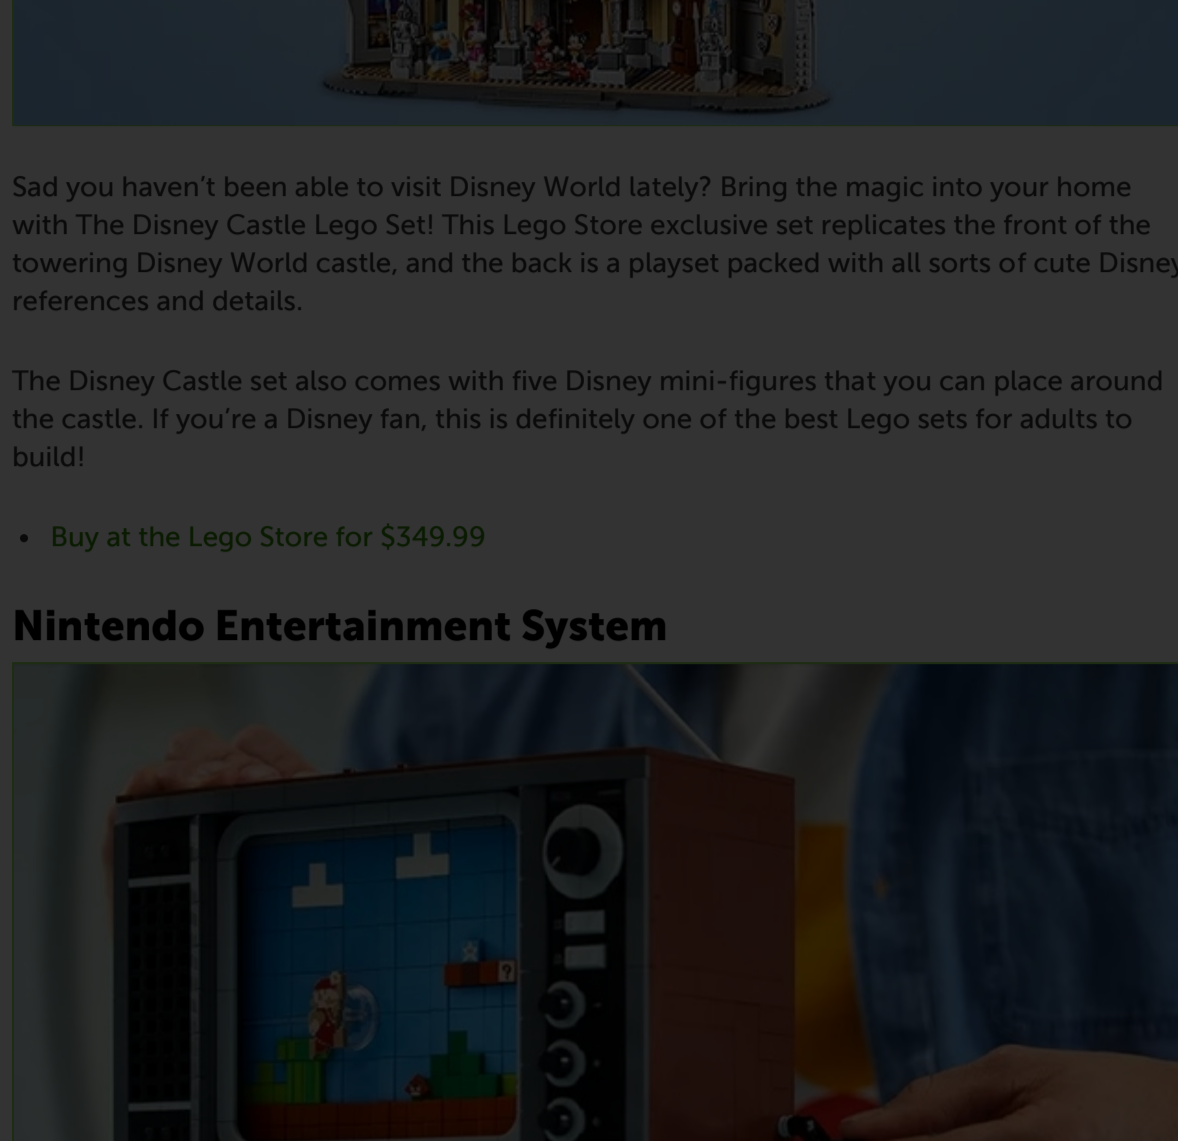 Sad you haven’t been able to visit Disney World lately? Bring the magic into your home
with The Disney Castle Lego Set! This Lego Store exclusive set replicates the front of the
towering Disney World castle, and the back is a playset packed with all sorts of cute Disney
references and details.
The Disney Castle set also comes with five Disney mini-figures that you can place around
the castle. If you’re a Disney fan, this is definitely one of the best Lego sets for adults to
build!
• Buy at the Lego Store for $349.99
Nintendo Entertainment System
?